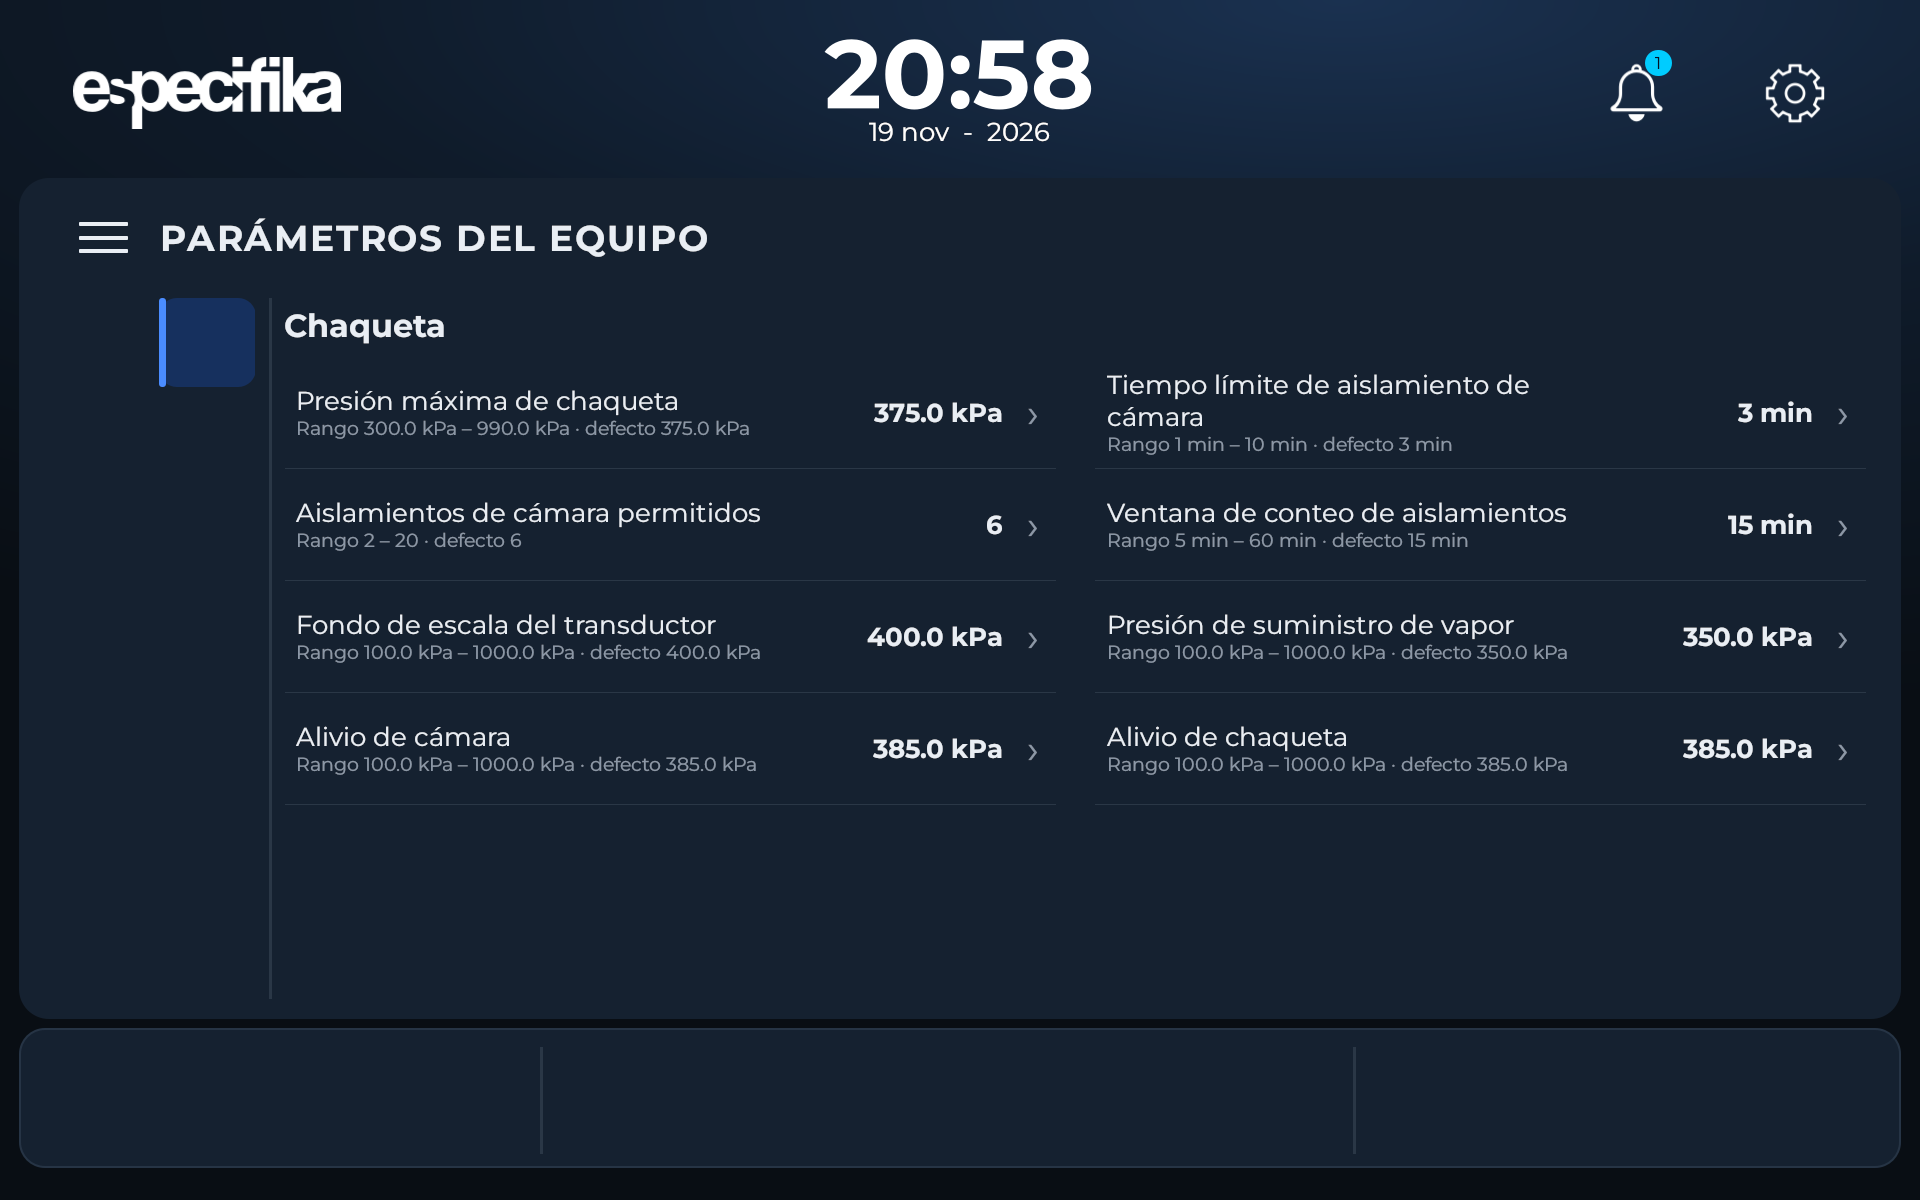 especifika
20:58
19 nov - 2026
1
PARÁMETROS DEL EQUIPO
Chaqueta
Presión máxima de chaqueta
Rango 300.0 kPa – 990.0 kPa · defecto 375.0 kPa
375.0 kPa ›
Tiempo límite de aislamiento de
cámara
Rango 1 min – 10 min · defecto 3 min
3 min ›
Aislamientos de cámara permitidos
Rango 2 – 20 · defecto 6
6 ›
Ventana de conteo de aislamientos
Rango 5 min – 60 min · defecto 15 min
15 min ›
Fondo de escala del transductor
Rango 100.0 kPa – 1000.0 kPa · defecto 400.0 kPa
400.0 kPa ›
Presión de suministro de vapor
Rango 100.0 kPa – 1000.0 kPa · defecto 350.0 kPa
350.0 kPa ›
Alivio de cámara
Rango 100.0 kPa – 1000.0 kPa · defecto 385.0 kPa
385.0 kPa ›
Alivio de chaqueta
Rango 100.0 kPa – 1000.0 kPa · defecto 385.0 kPa
385.0 kPa ›